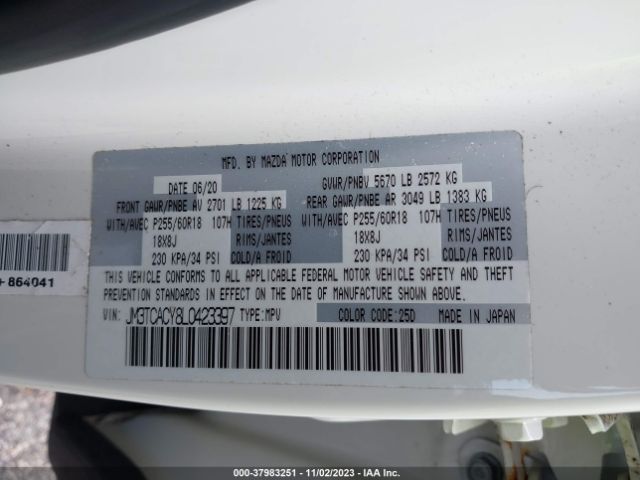 MFD. BY MAZDA MOTOR CORPORATION
DATE 06/20 GVWR/PNBV 5670 LB 2572 KG
FRONT GAWR/PNBE AV 2701 LB 1225 KG REAR GAWR/PNBE AR 3049 LB 1383 KG
WITH/AVEC P255/60R18 107H TIRES/PNEUS WITH/AVEC P255/60R18 107H TIRES/PNEUS
18X8J RIMS/JANTES 18X8J RIMS/JANTES
230 KPA/34 PSI COLD/A FROID 230 KPA/34 PSI COLD/A FROID
THIS VEHICLE CONFORMS TO ALL APPLICABLE FEDERAL MOTOR VEHICLE SAFETY AND THEFT
PREVENTION STANDARDS IN EFFECT ON THE DATE OF MANUFACTURE SHOWN ABOVE.
VIN: JM3TCACY8L0423397 TYPE:MPV COLOR CODE:25D MADE IN JAPAN
864041
000-37983251 - 11/02/2023 - IAA Inc.